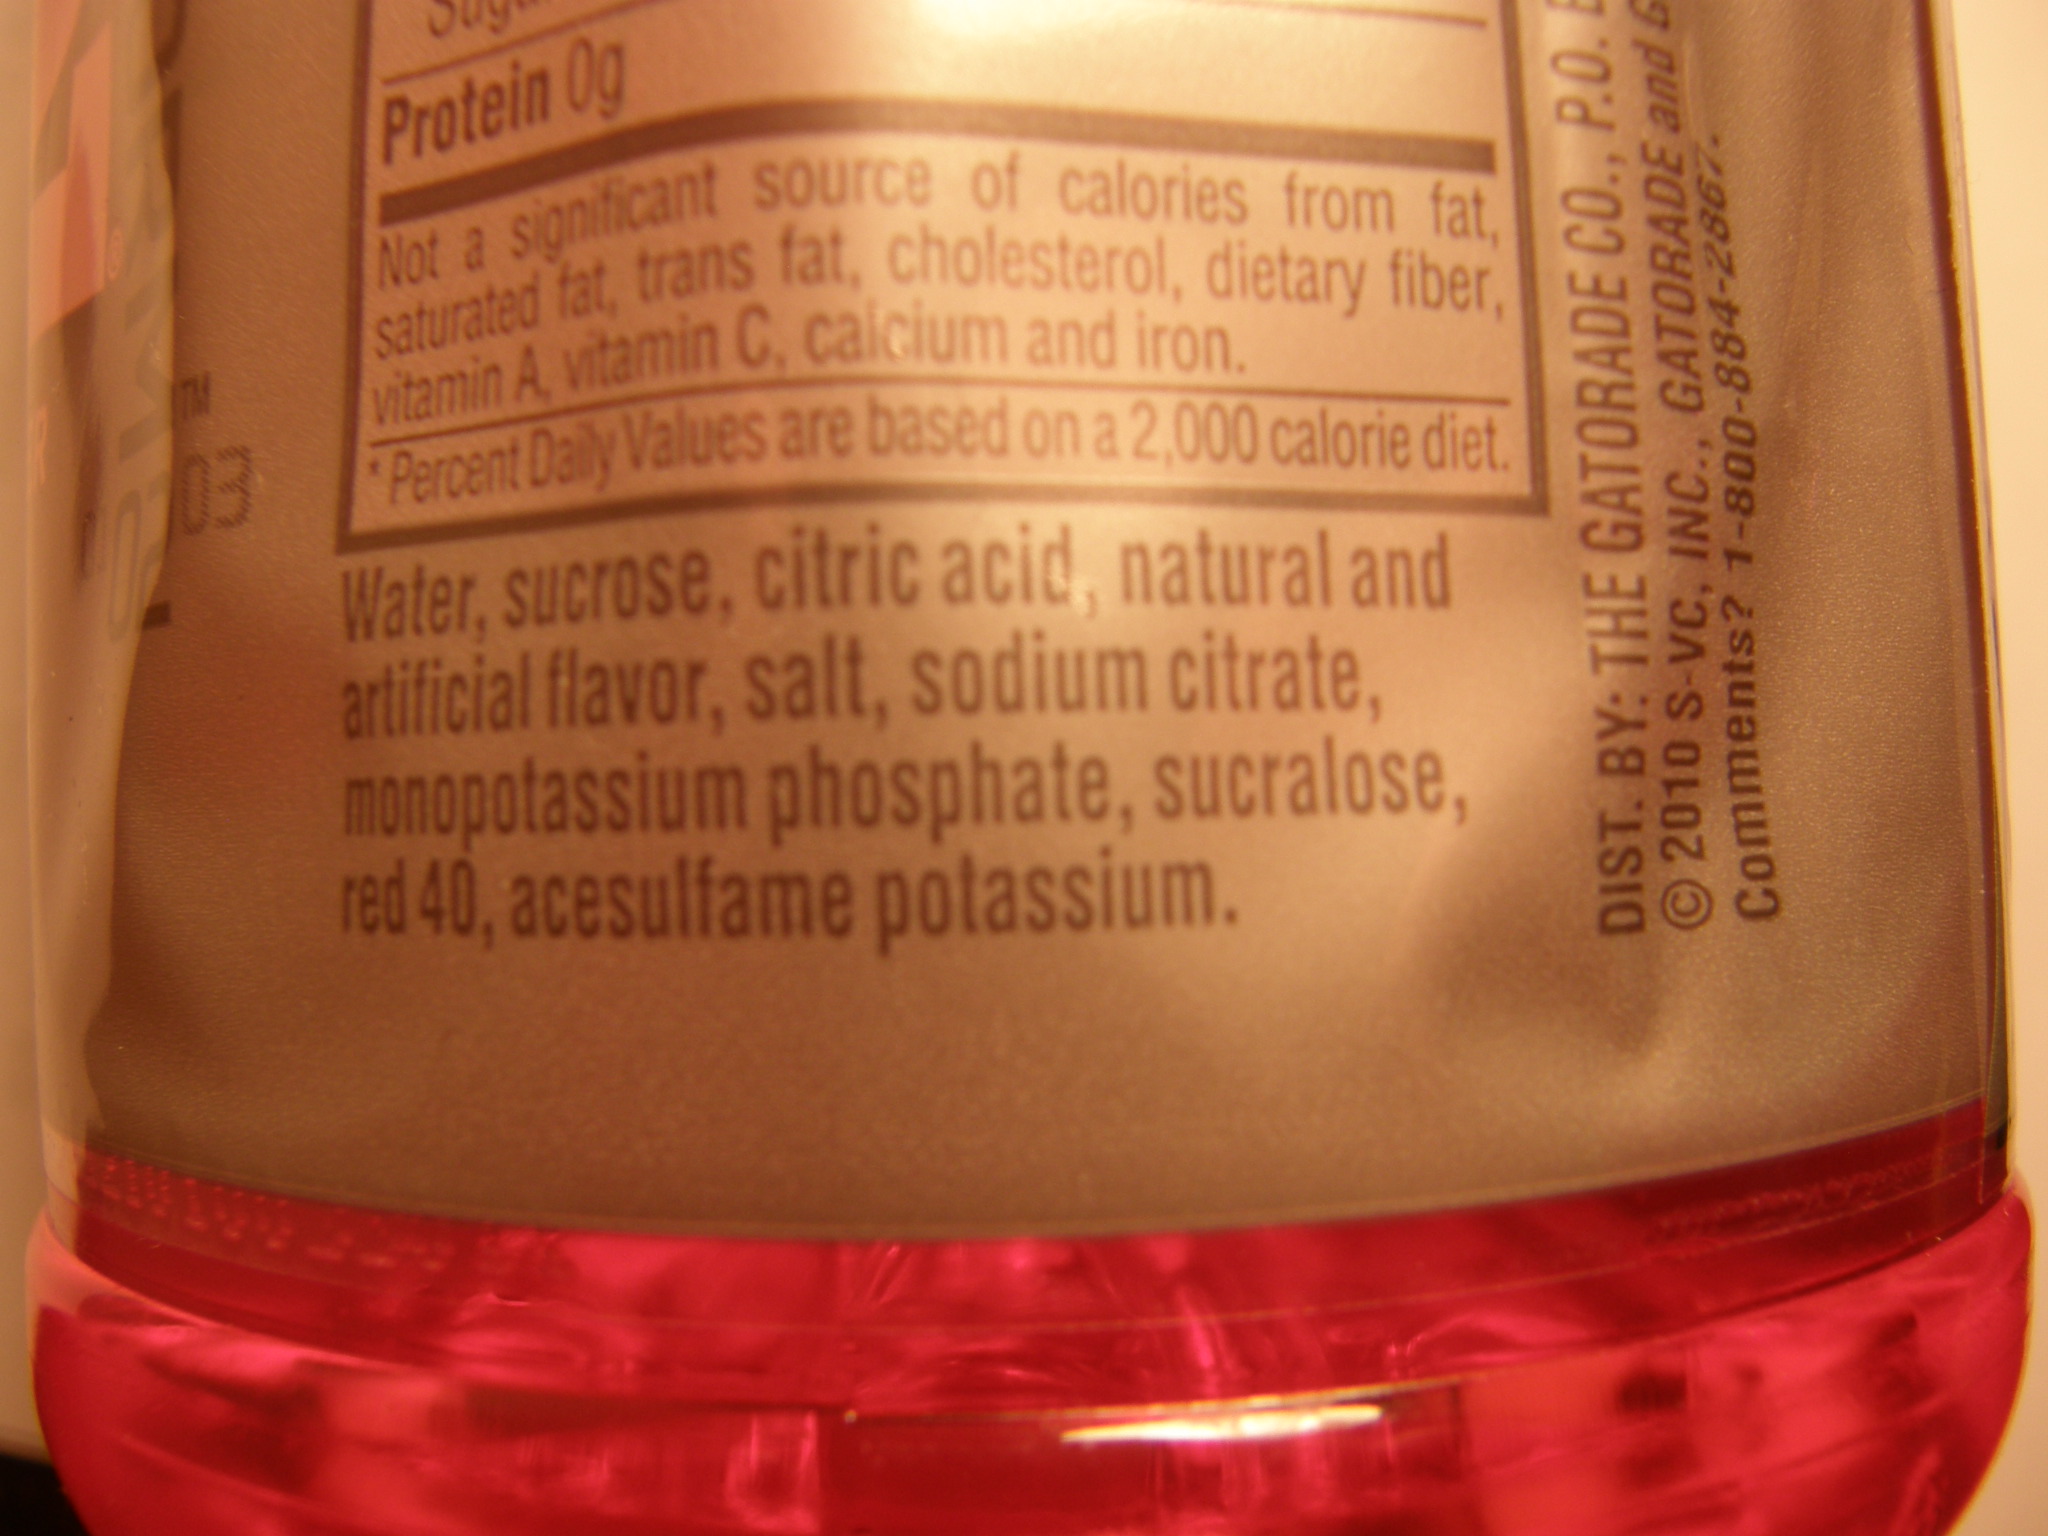 Protein 0g
Not a significant source of calories from fat,
saturated fat, trans fat, cholesterol, dietary fiber,
vitamin A, vitamin C, calcium and iron.
* Percent Daily Values are based on a 2,000 calorie diet.
Water, sucrose, citric acid, natural and
artificial flavor, salt, sodium citrate,
monopotassium phosphate, sucralose,
red 40, acesulfame potassium.
DIST. BY: THE GATORADE CO., P.O.
© 2010 S-VC, INC., GATORADE and G
Comments? 1-800-884-2867.
TM
03